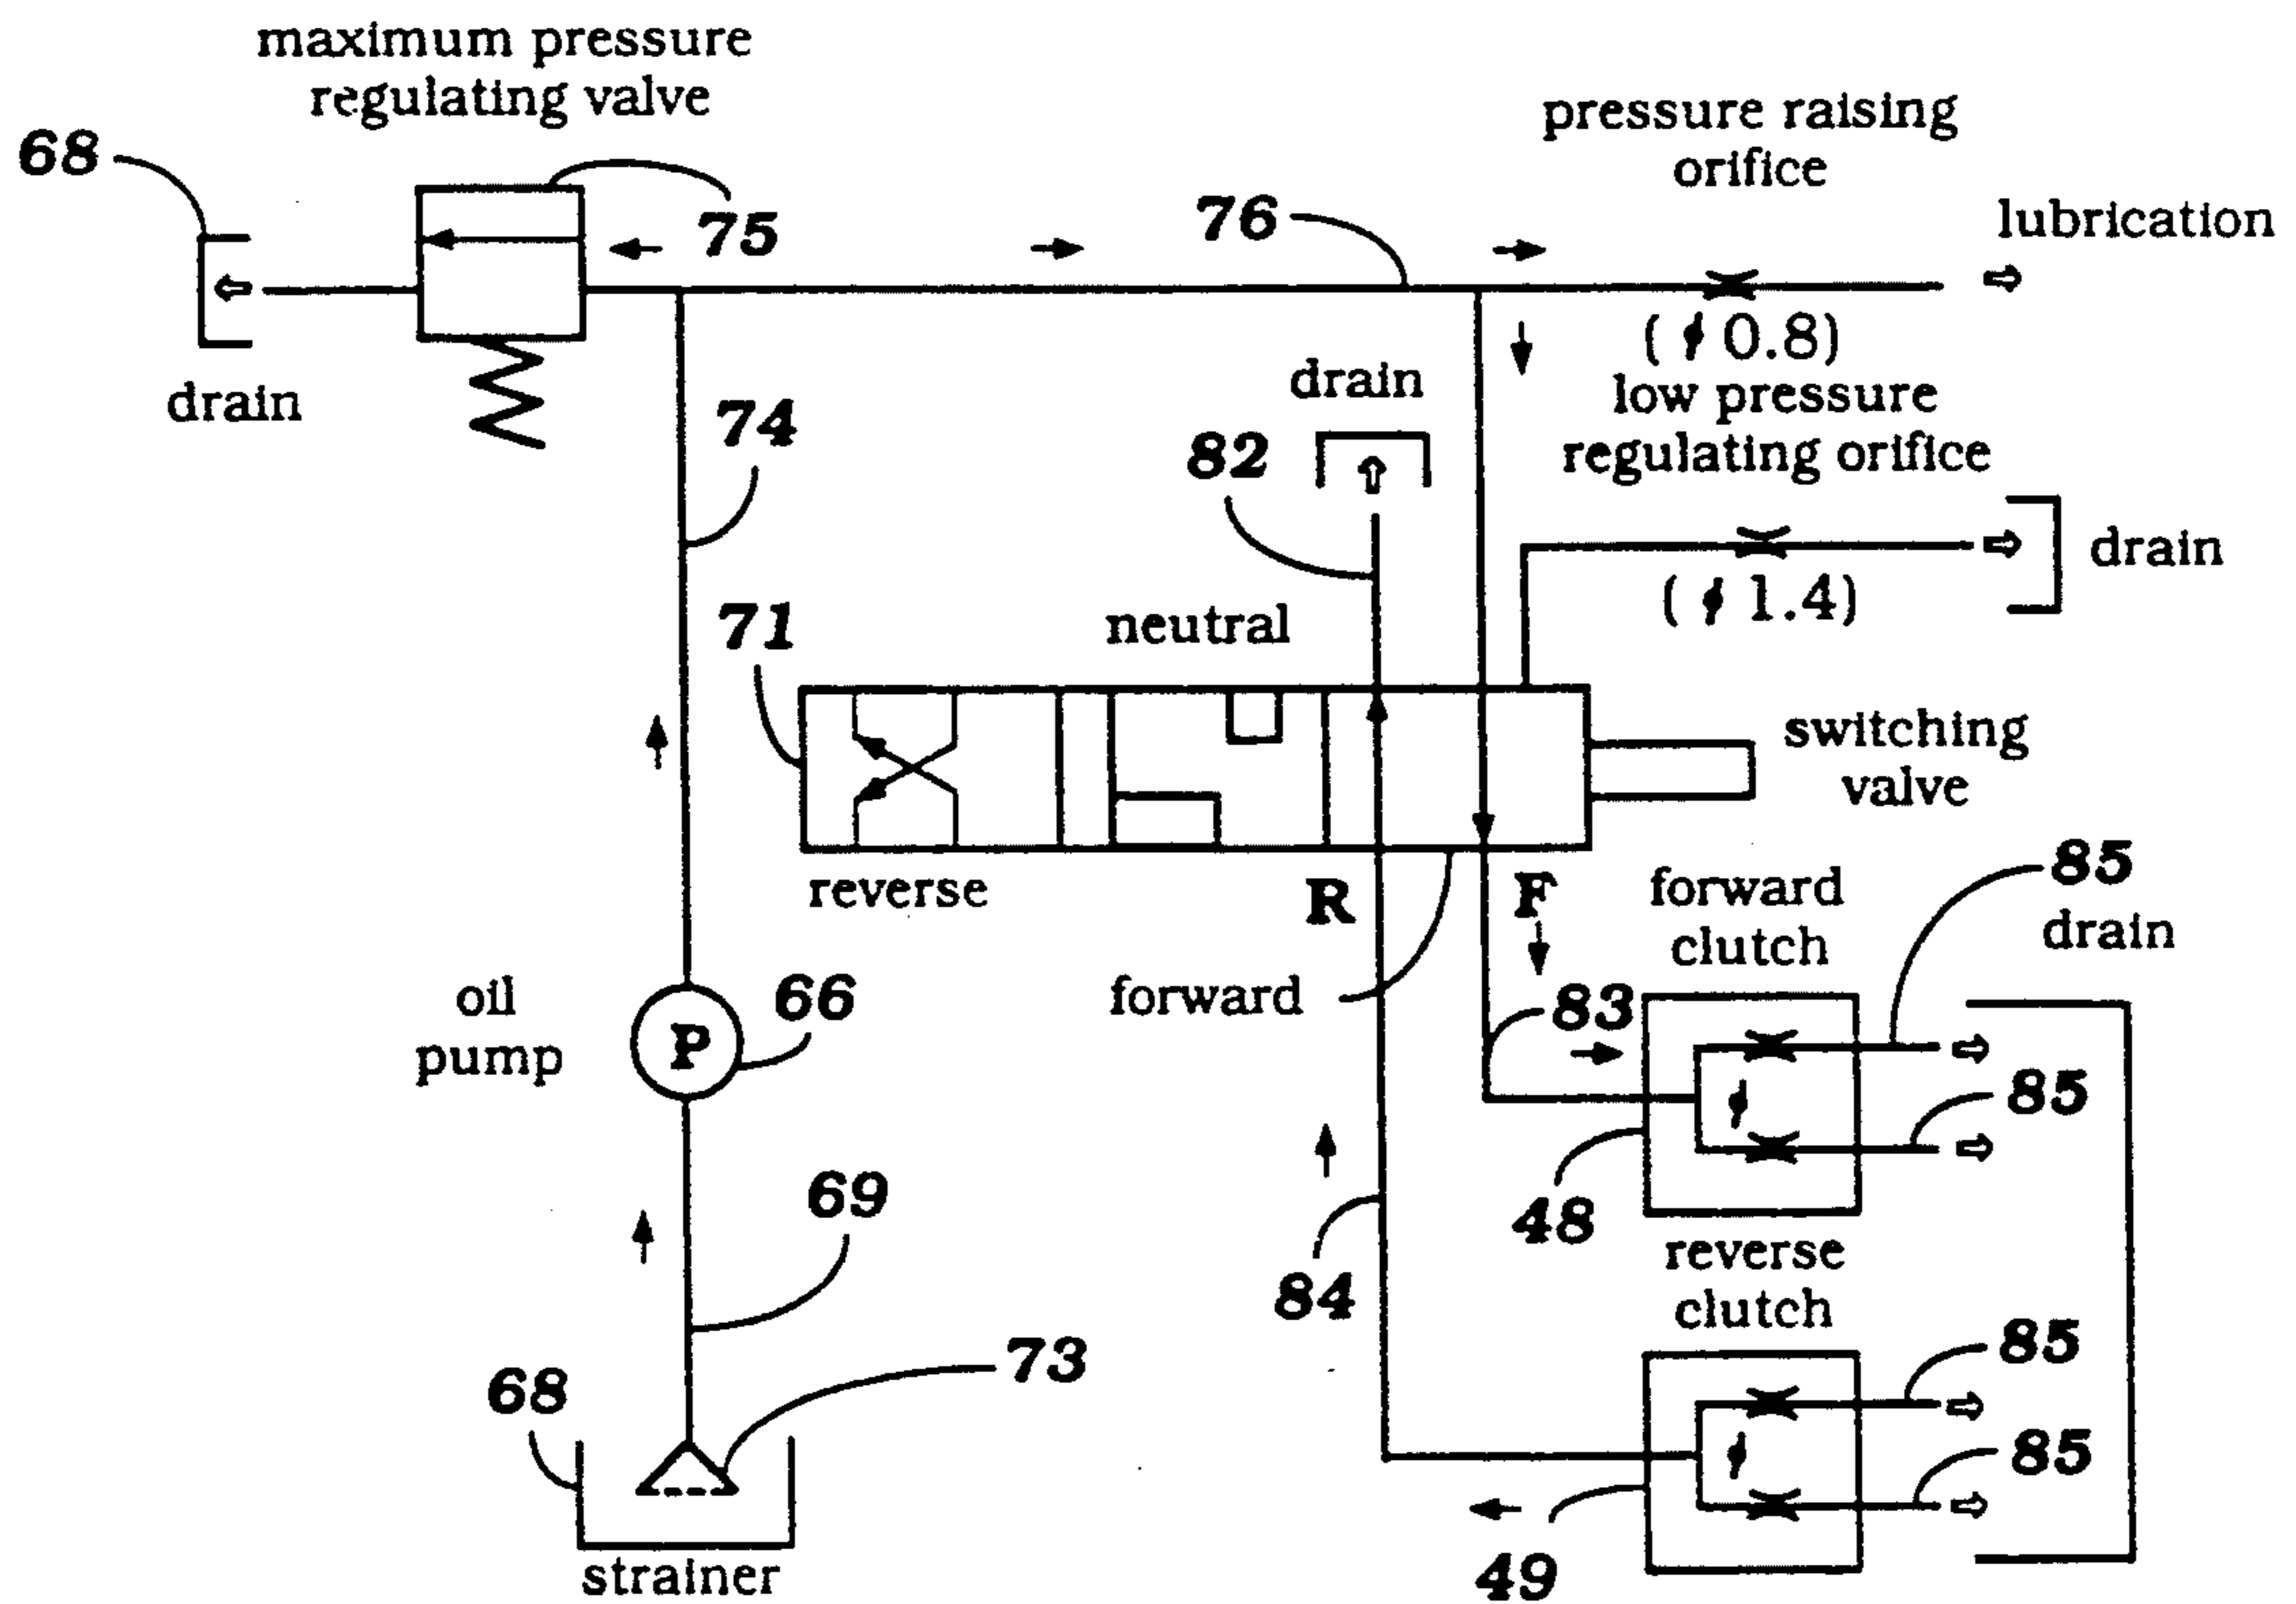 maximum pressure
regulating valve
68
75
76
pressure raising
orifice
lubrication
(ϕ 0.8)
drain
74
drain
82
low pressure
regulating orifice
(ϕ 1.4)
drain
71
neutral
switching
valve
reverse
R
F
forward
forward
clutch
85
drain
oil
pump
P
66
83
ϕ
85
48
69
84
reverse
clutch
68
73
85
ϕ
85
49
strainer